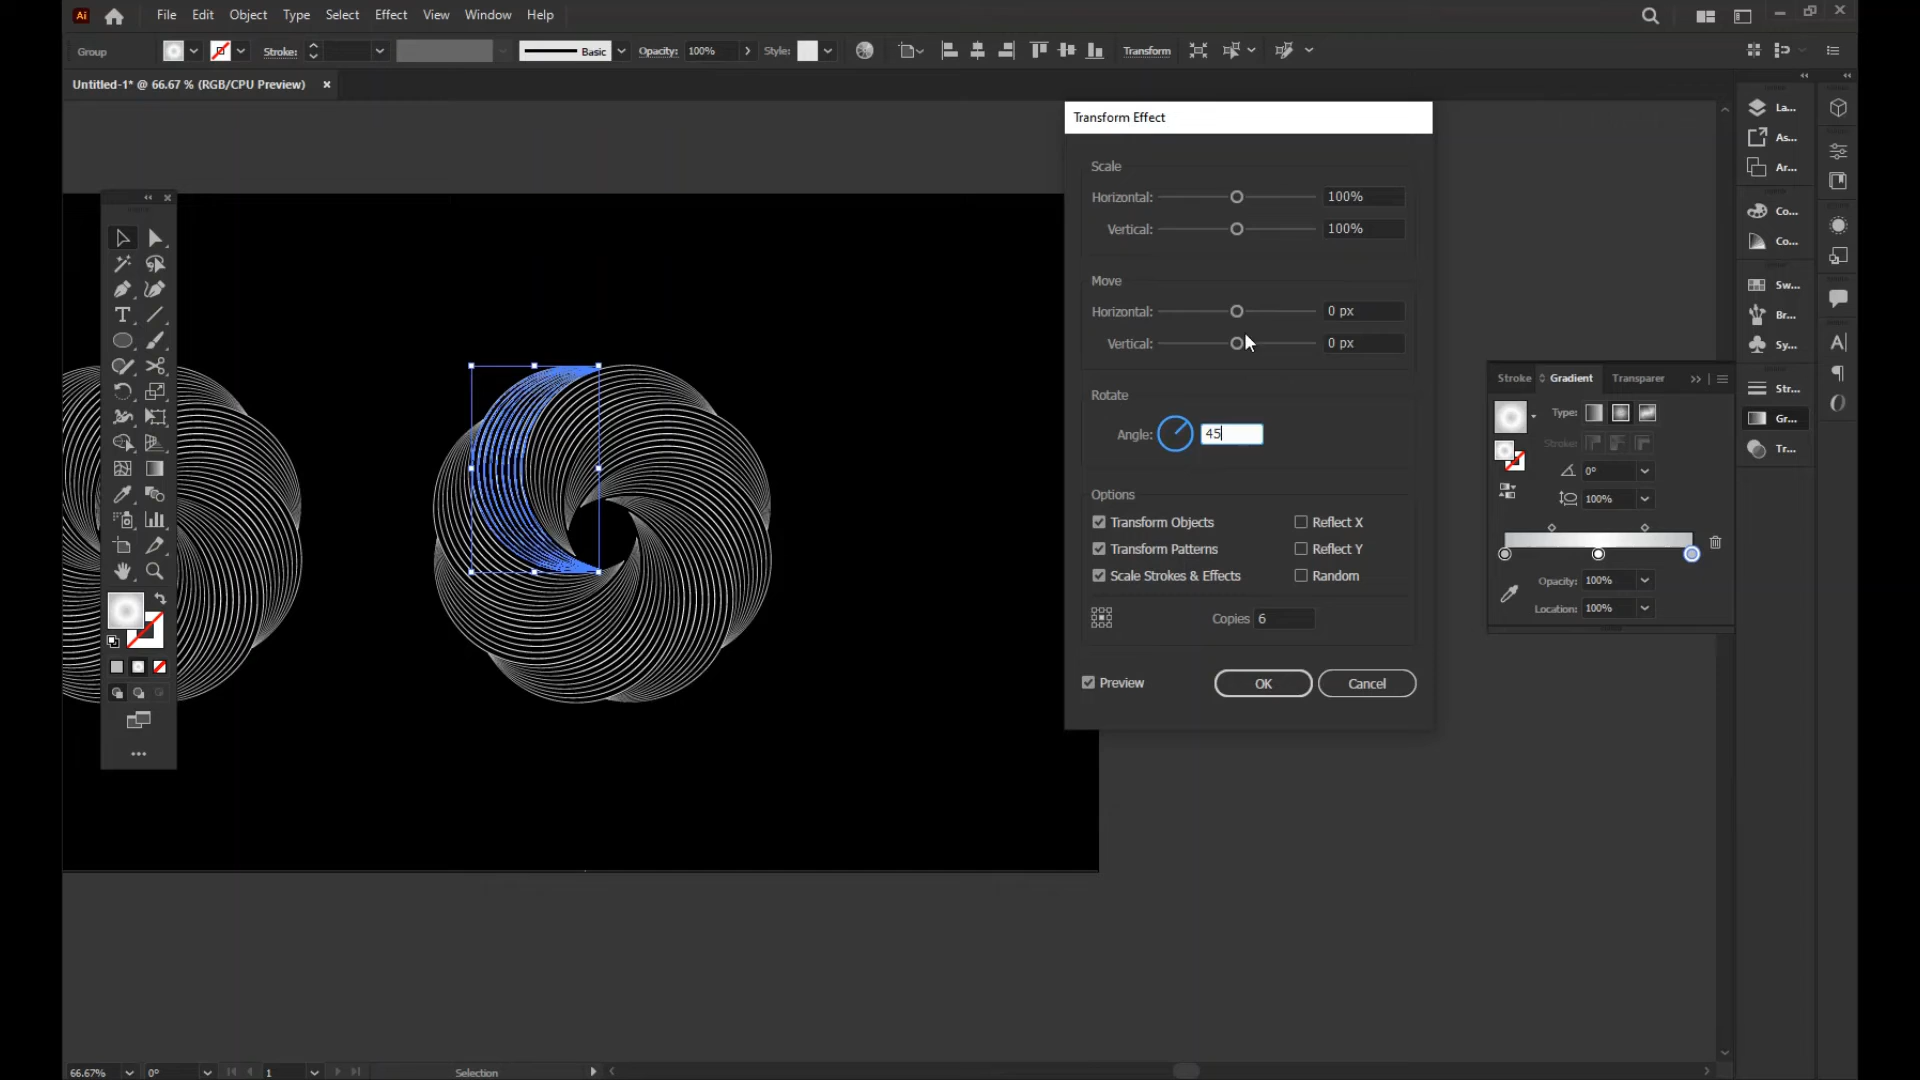 Ai File Edit Object Type Select Effect View Window Help
Group Stroke: Basic Opacity: 100% Style: Transform
Untitled-1* @ 66.67 % (RGB/CPU Preview) ×
Transform Effect
Scale
Horizontal: 100%
Vertical: 100%
Move
Horizontal: 0 px
Vertical: 0 px
Rotate
Angle: 45
Options
Transform Objects Reflect X
Transform Patterns Reflect Y
Scale Strokes & Effects Random
Copies 6
Preview OK Cancel
Stroke Gradient Transparer
Type:
Stroke:
0°
100%
Opacity: 100%
Location: 100%
La...
As...
Ar...
Co...
Co...
Sw...
Br...
Sy...
Str...
Gr...
Tr...
66.67% 0° 1 Selection